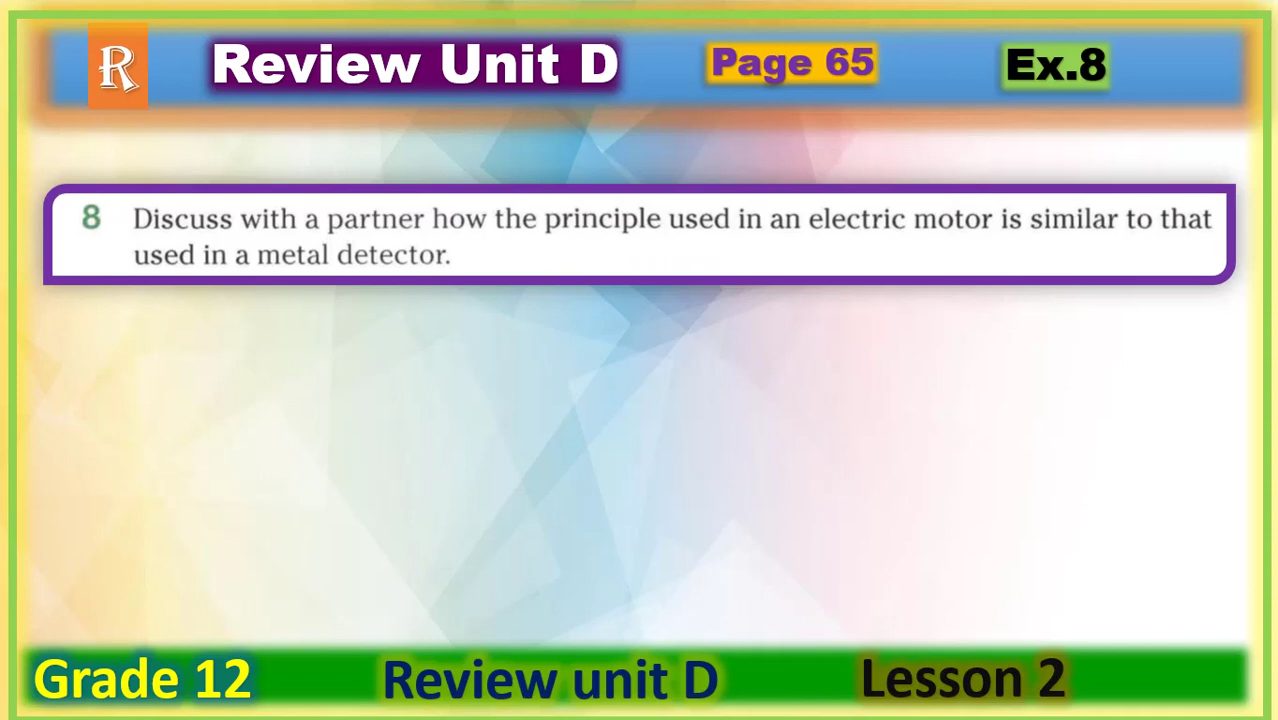 R
Review Unit D
Page 65
Ex.8
8 Discuss with a partner how the principle used in an electric motor is similar to that
used in a metal detector.
Grade 12
Review unit D
Lesson 2